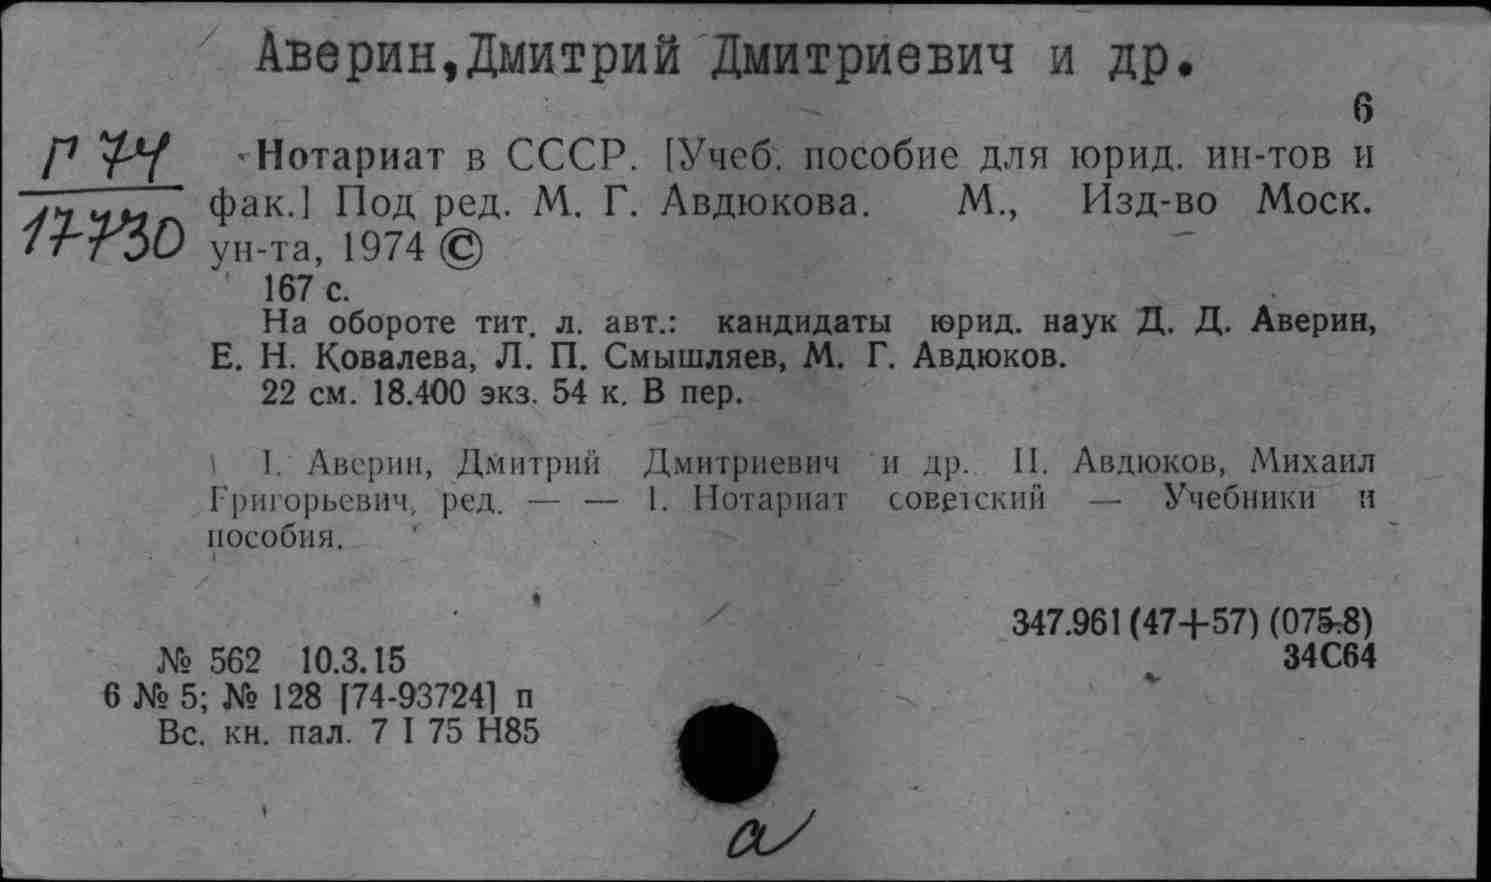 Аверин,Дмитрий Дмитриевич и др.
6
Г 74
17-730
Нотариат в СССР. [Учеб. пособие для юрид. ин-тов и
фак.] Под ред. М. Г. Авдюкова. М., Изд-во Моск.
ун-та, 1974 ©
167 с.
На обороте тит. л. авт.: кандидаты юрид. наук Д. Д. Аверин,
Е. Н. Ковалева, Л. П. Смышляев, М. Г. Авдюков.
22 см. 18.400 экз. 54 к. В пер.
I. Аверин, Дмитрий Дмитриевич и др. II. Авдюков, Михаил
Григорьевич, ред. — — 1. Нотариат советский — Учебники и
пособия.
347.961 (47+57) (075.8)
34С64
№ 562 10.3.15
6 № 5; № 128 [74-93724] п
Вс. кн. пал. 7 I 75 Н85
а